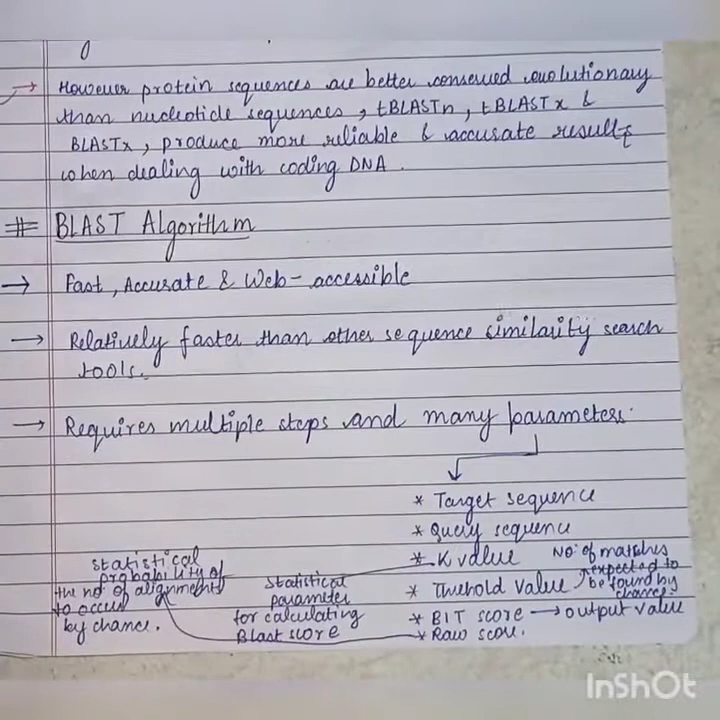 → However protein sequences are better conserved evolutionary
than nucleotide sequences, tBLASTn, tBLASTx &
BLASTx, produce more reliable & accurate results
when dealing with coding DNA.
# BLAST Algorithm
→ Fast, Accurate & Web-accessible
→ Relatively faster than other sequence similarity search
tools.
→ Requires multiple steps and many parameters.
* Target sequence
* Query sequence
* K value
* Threhold value
No. of matches
expected to
be found by
chance.
* BIT score → output value
* Raw score.
Statistical
parameter
for calculating
Blast score
statistical
probability of
the no. of alignments
to occur
by chance.
InShOt